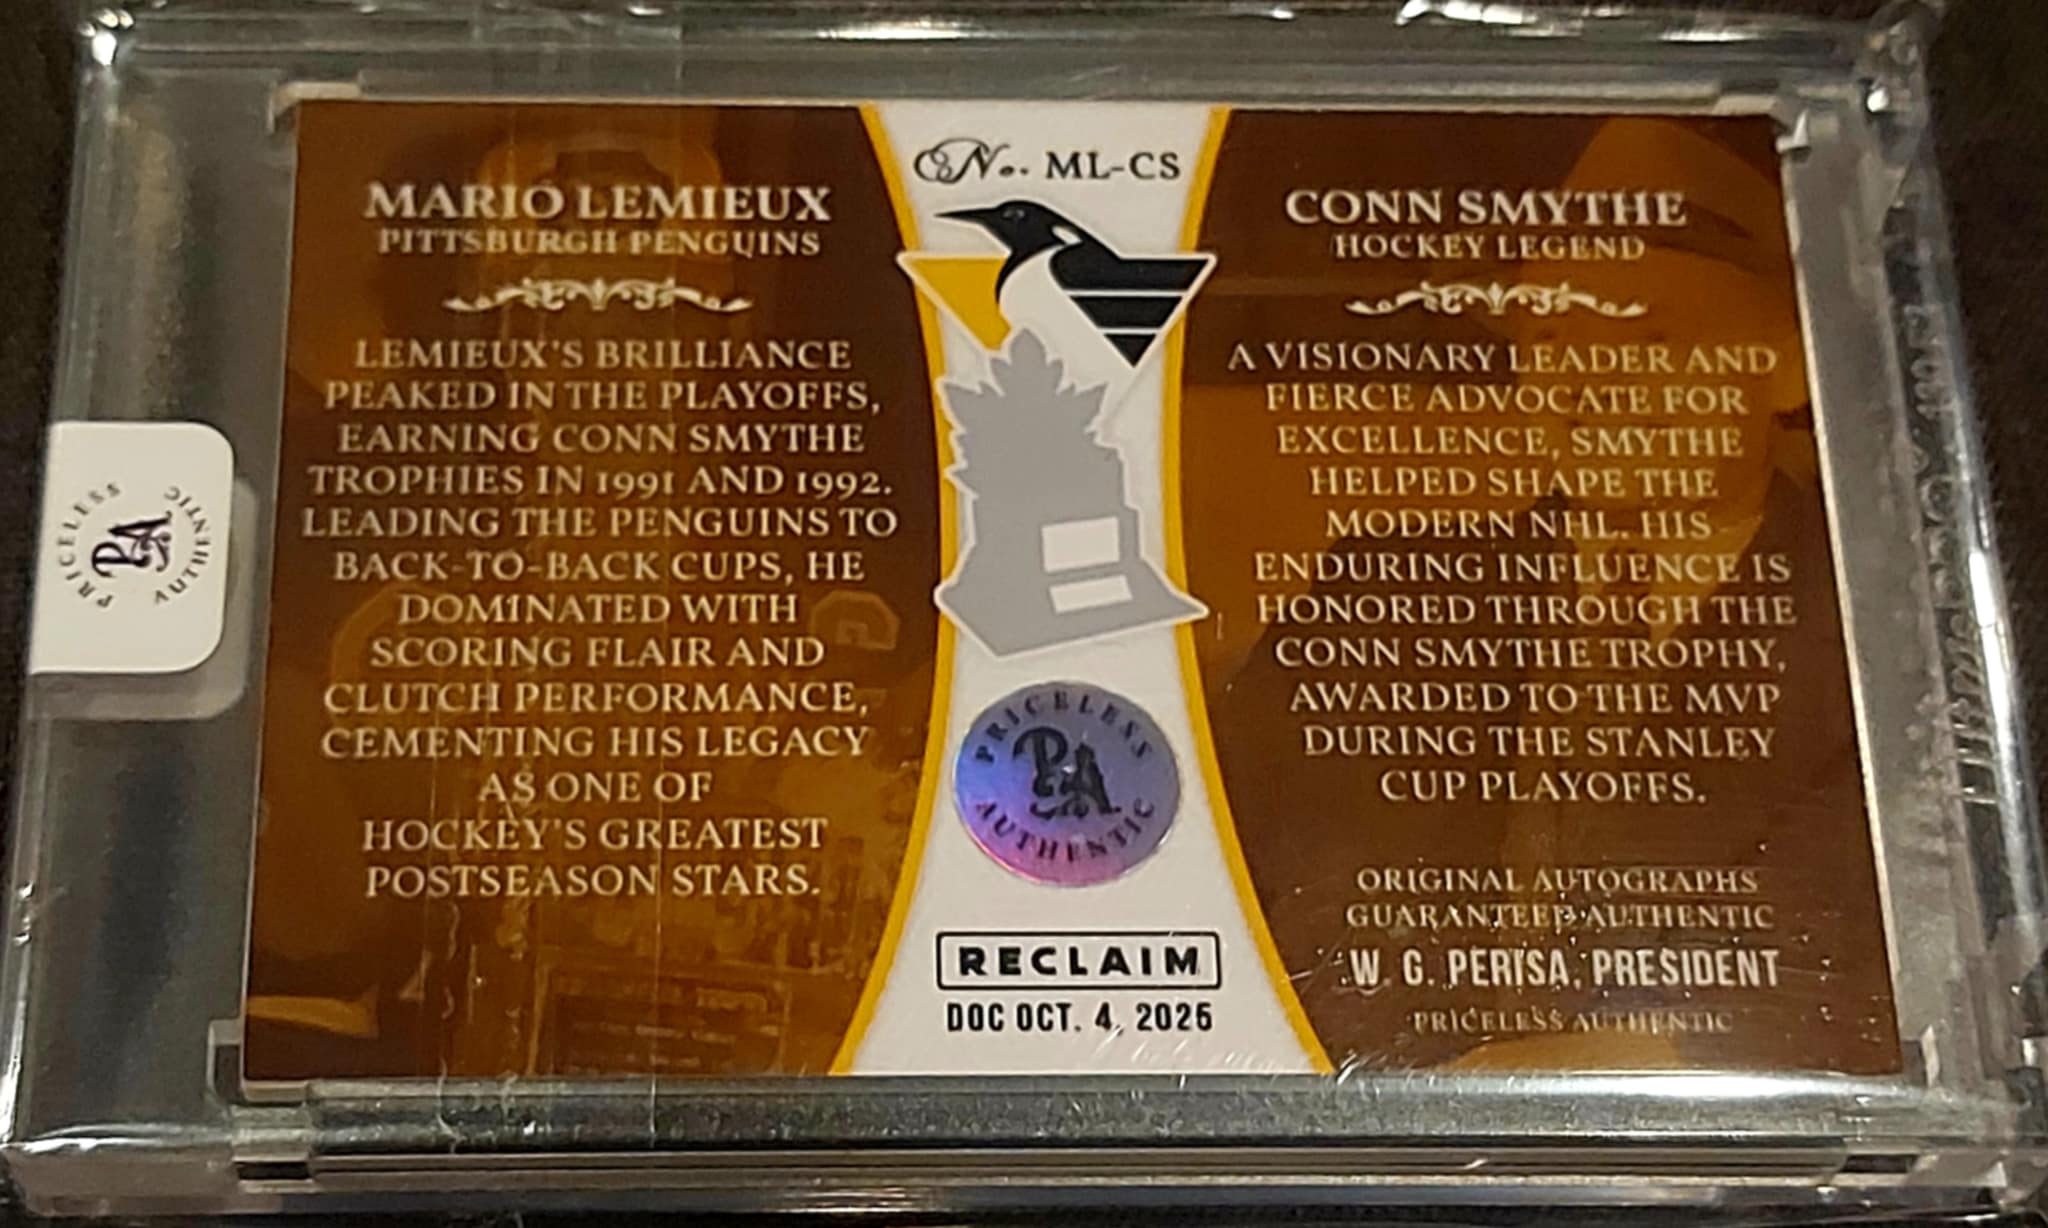 No. ML-CS
MARIO LEMIEUX
PITTSBURGH PENGUINS
LEMIEUX'S BRILLIANCE
PEAKED IN THE PLAYOFFS,
EARNING CONN SMYTHE
TROPHIES IN 1991 AND 1992.
LEADING THE PENGUINS TO
BACK-TO-BACK CUPS, HE
DOMINATED WITH
SCORING FLAIR AND
CLUTCH PERFORMANCE,
CEMENTING HIS LEGACY
AS ONE OF
HOCKEY'S GREATEST
POSTSEASON STARS.
CONN SMYTHE
HOCKEY LEGEND
A VISIONARY LEADER AND
FIERCE ADVOCATE FOR
EXCELLENCE, SMYTHE
HELPED SHAPE THE
MODERN NHL. HIS
ENDURING INFLUENCE IS
HONORED THROUGH THE
CONN SMYTHE TROPHY,
AWARDED TO THE MVP
DURING THE STANLEY
CUP PLAYOFFS.
ORIGINAL AUTOGRAPHS
GUARANTEED AUTHENTIC
W. G. PERISA, PRESIDENT
PRICELESS AUTHENTIC
PRICELESS
PA
AUTHENTIC
RECLAIM
DOC OCT. 4, 2025
PRICELESS
PA
AUTHENTIC